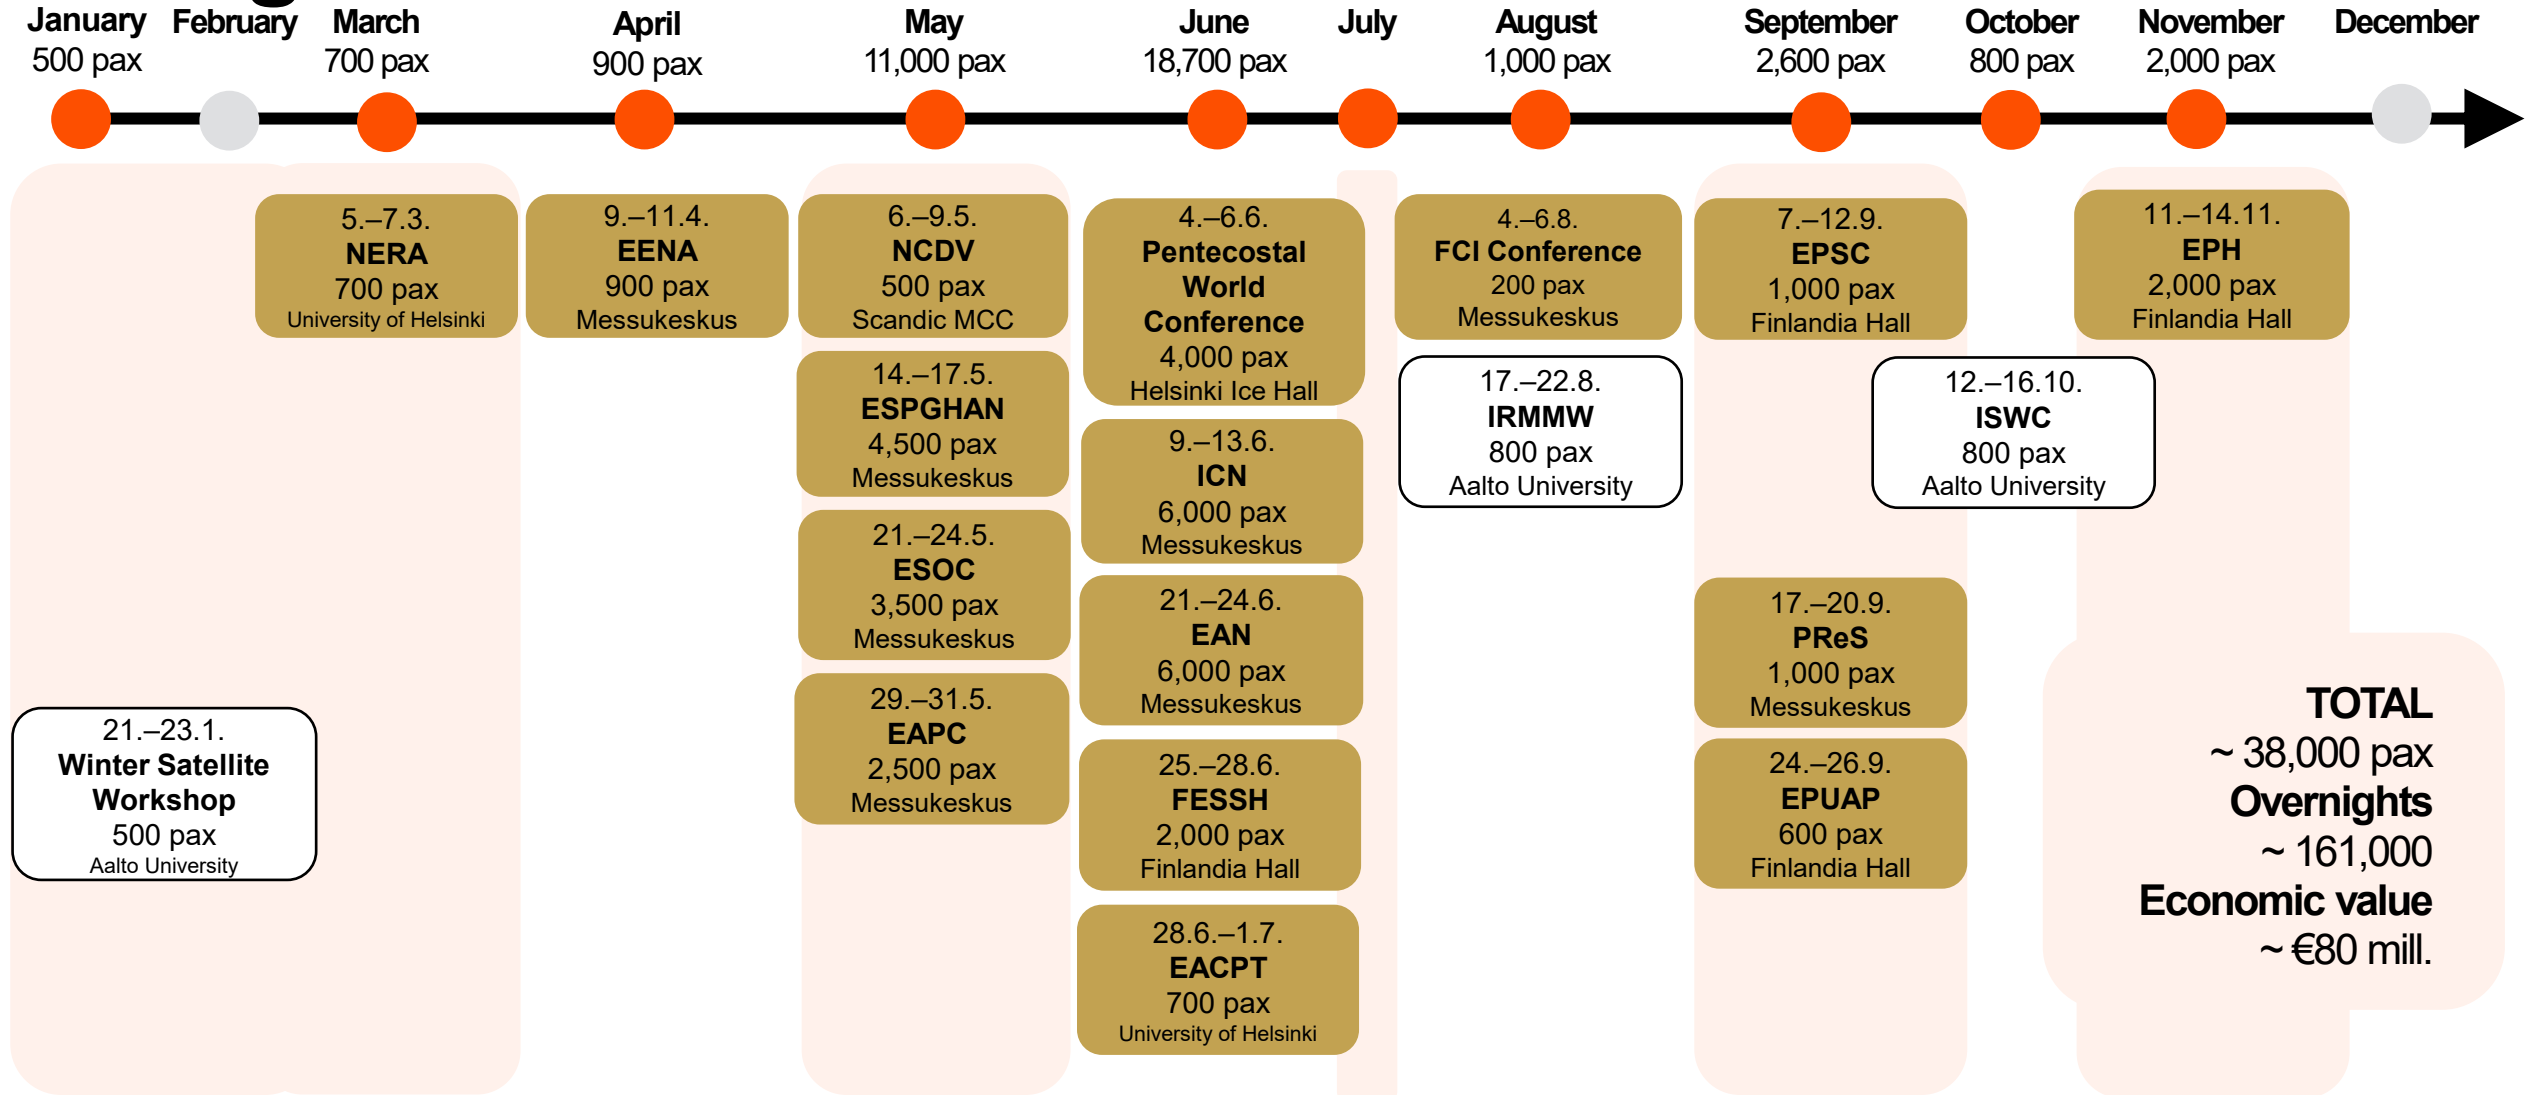 January
500 pax
February
March
700 pax
April
900 pax
May
11,000 pax
June
18,700 pax
July
August
1,000 pax
September
2,600 pax
October
800 pax
November
2,000 pax
December
21.–23.1.
Winter Satellite
Workshop
500 pax
Aalto University
5.–7.3.
NERA
700 pax
University of Helsinki
9.–11.4.
EENA
900 pax
Messukeskus
6.–9.5.
NCDV
500 pax
Scandic MCC
14.–17.5.
ESPGHAN
4,500 pax
Messukeskus
21.–24.5.
ESOC
3,500 pax
Messukeskus
29.–31.5.
EAPC
2,500 pax
Messukeskus
4.–6.6.
Pentecostal
World
Conference
4,000 pax
Helsinki Ice Hall
9.–13.6.
ICN
6,000 pax
Messukeskus
21.–24.6.
EAN
6,000 pax
Messukeskus
25.–28.6.
FESSH
2,000 pax
Finlandia Hall
28.6.–1.7.
EACPT
700 pax
University of Helsinki
4.–6.8.
FCI Conference
200 pax
Messukeskus
17.–22.8.
IRMMW
800 pax
Aalto University
7.–12.9.
EPSC
1,000 pax
Finlandia Hall
17.–20.9.
PReS
1,000 pax
Messukeskus
24.–26.9.
EPUAP
600 pax
Finlandia Hall
12.–16.10.
ISWC
800 pax
Aalto University
11.–14.11.
EPH
2,000 pax
Finlandia Hall
TOTAL
~ 38,000 pax
Overnights
~ 161,000
Economic value
~ €80 mill.